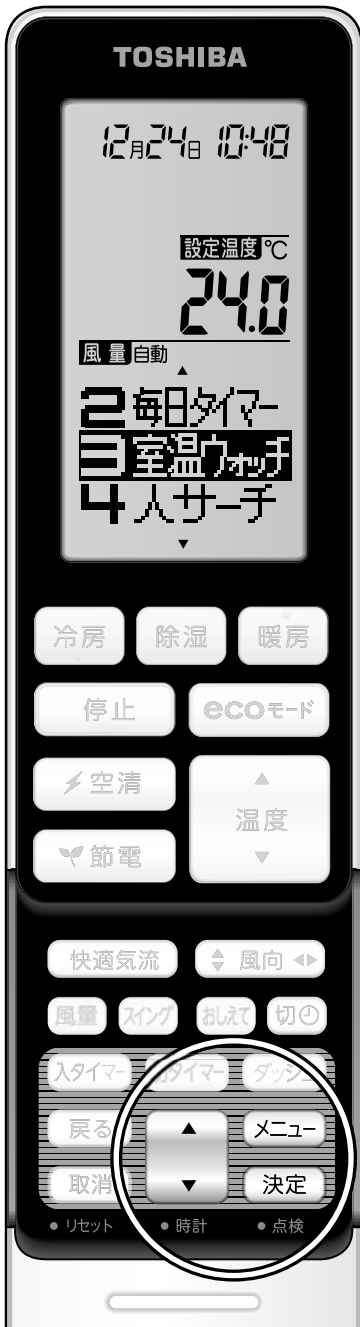 TOSHIBA
12月24日 10:48
設定温度 ℃
24.0
風量 自動
▲
2 毎日タイマー
3 室温ウォッチ
4 人サーチ
▼
冷房 除湿 暖房
停止 ecoモード
空清 ▲
温度
節電 ▼
快適気流 風向
風量 スイング おしえて 切
入タイマー 切タイマー ダッシュ
戻る ▲ メニュー
取消 ▼ 決定
● リセット ● 時計 ● 点検